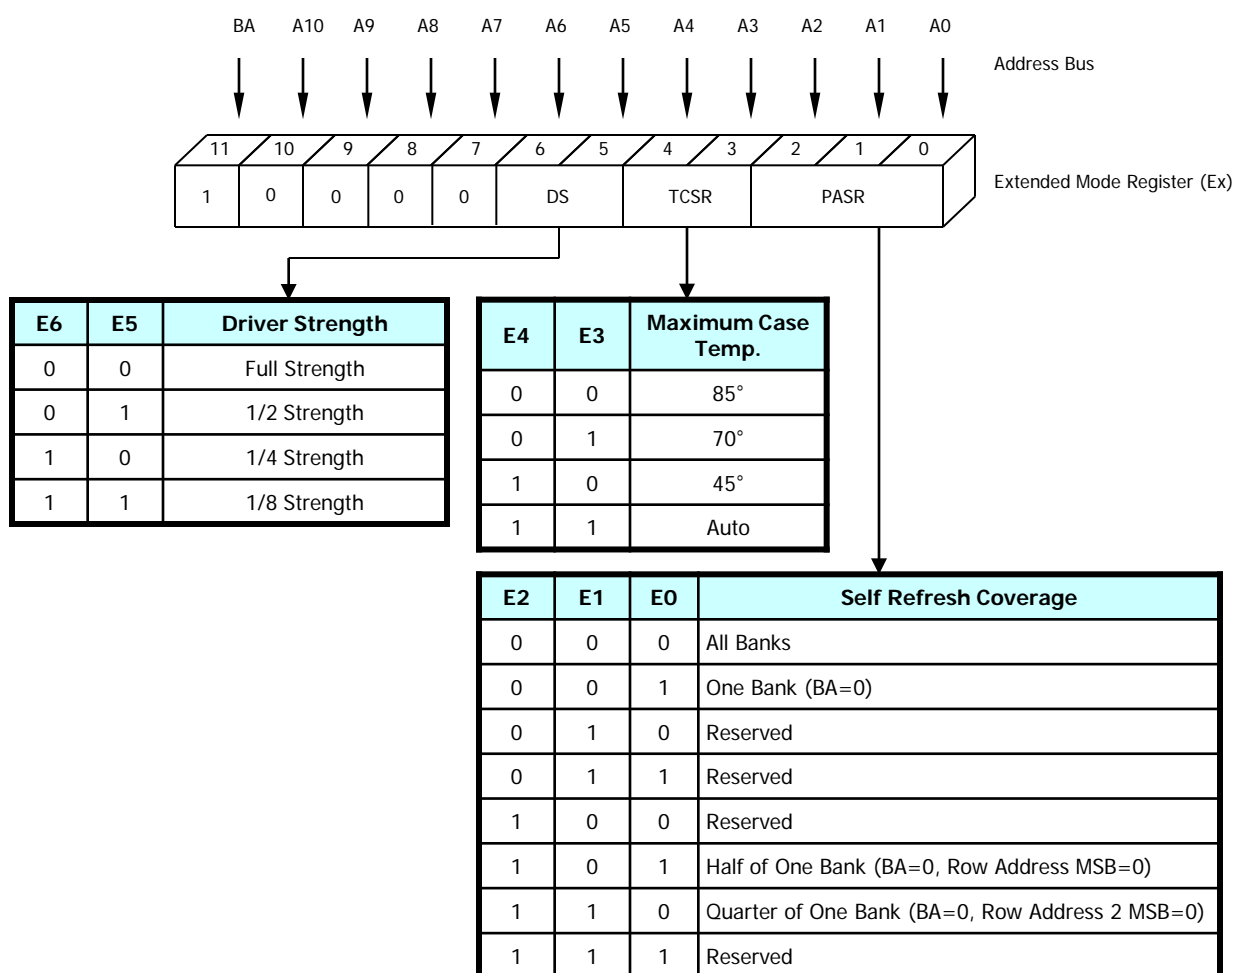 BA A10 A9 A8 A7 A6 A5 A4 A3 A2 A1 A0
Address Bus
11 10 9 8 7 6 5 4 3 2 1 0
1 0 0 0 0 DS TCSR PASR
Extended Mode Register (Ex)
E6 E5 Driver Strength
0 0 Full Strength
0 1 1/2 Strength
1 0 1/4 Strength
1 1 1/8 Strength
E4 E3 Maximum Case
Temp.
0 0 85°
0 1 70°
1 0 45°
1 1 Auto
E2 E1 E0 Self Refresh Coverage
0 0 0 All Banks
0 0 1 One Bank (BA=0)
0 1 0 Reserved
0 1 1 Reserved
1 0 0 Reserved
1 0 1 Half of One Bank (BA=0, Row Address MSB=0)
1 1 0 Quarter of One Bank (BA=0, Row Address 2 MSB=0)
1 1 1 Reserved